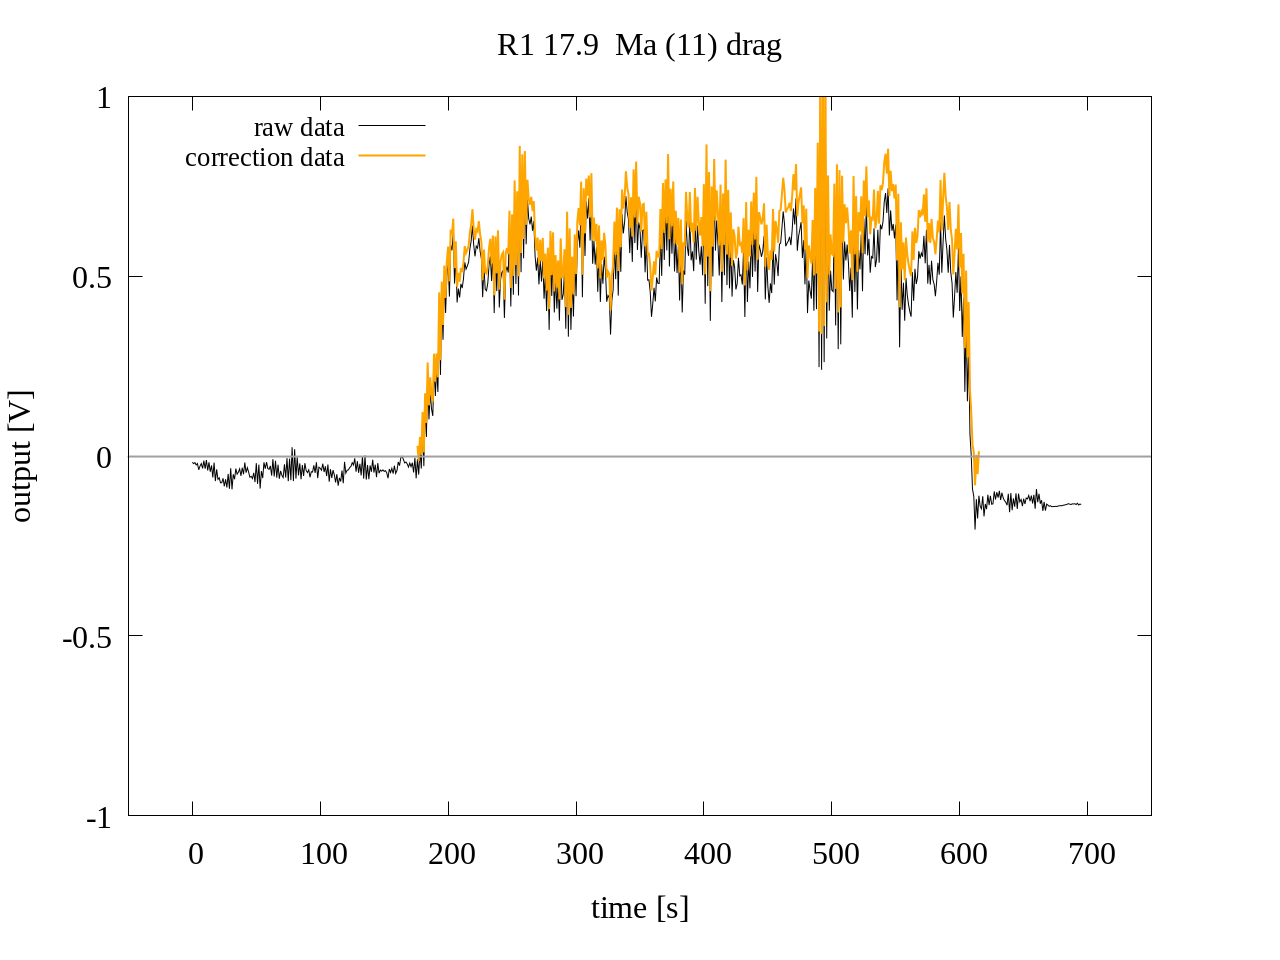 R1 17.9  Ma (11) drag
raw data
correction data
1
0.5
0
-0.5
-1
output [V]
0 100 200 300 400 500 600 700
time [s]